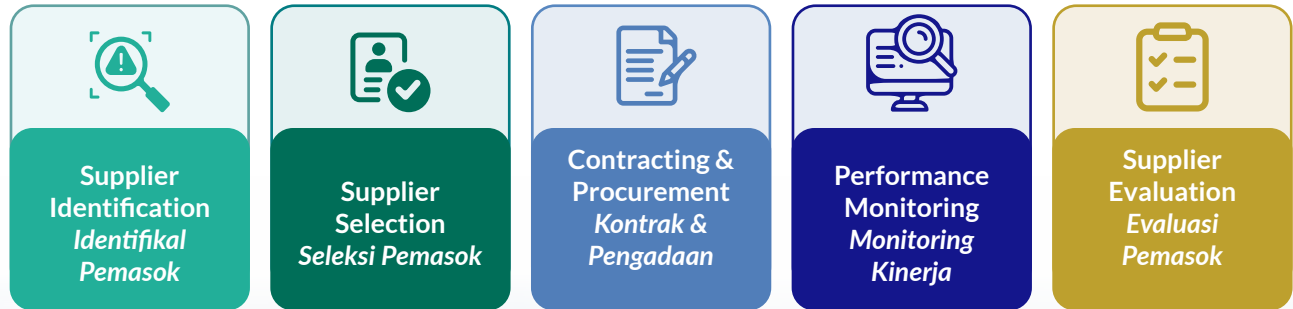 Supplier
Identification
Identifikal
Pemasok
Supplier
Selection
Seleksi Pemasok
Contracting &
Procurement
Kontrak &
Pengadaan
Performance
Monitoring
Monitoring
Kinerja
Supplier
Evaluation
Evaluasi
Pemasok